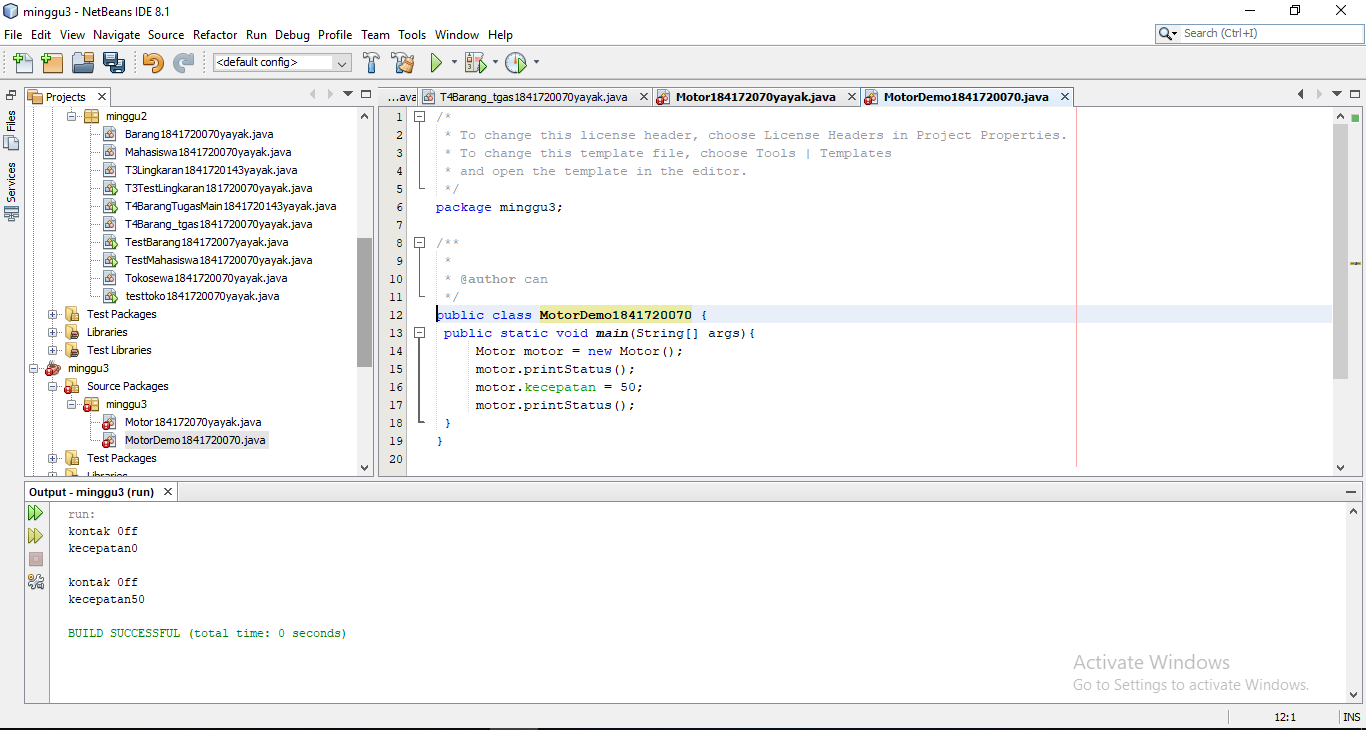 minggu3 - NetBeans IDE 8.1
File Edit View Navigate Source Refactor Run Debug Profile Team Tools Window Help
Search (Ctrl+I)
<default config>
Projects
Files
Services
minggu2
Barang1841720070yayak.java
Mahasiswa1841720070yayak.java
T3Lingkaran1841720143yayak.java
T3TestLingkaran181720070yayak.java
T4BarangTugasMain1841720143yayak.java
T4Barang_tgas1841720070yayak.java
TestBarang184172007yayak.java
TestMahasiswa1841720070yayak.java
Tokosewa1841720070yayak.java
testtoko1841720070yayak.java
Test Packages
Libraries
Test Libraries
minggu3
Source Packages
minggu3
Motor184172070yayak.java
MotorDemo1841720070.java
Test Packages
Libraries
...ava T4Barang_tgas1841720070yayak.java Motor184172070yayak.java MotorDemo1841720070.java
1 /*
2 * To change this license header, choose License Headers in Project Properties.
3 * To change this template file, choose Tools | Templates
4 * and open the template in the editor.
5 */
6 package minggu3;
7
8 /**
9 *
10 * @author can
11 */
12 public class MotorDemo1841720070 {
13 public static void main(String[] args){
14 Motor motor = new Motor();
15 motor.printStatus();
16 motor.kecepatan = 50;
17 motor.printStatus();
18 }
19 }
20
Output - minggu3 (run)
run:
kontak Off
kecepatan0
kontak Off
kecepatan50
BUILD SUCCESSFUL (total time: 0 seconds)
Activate Windows
Go to Settings to activate Windows.
12:1 INS